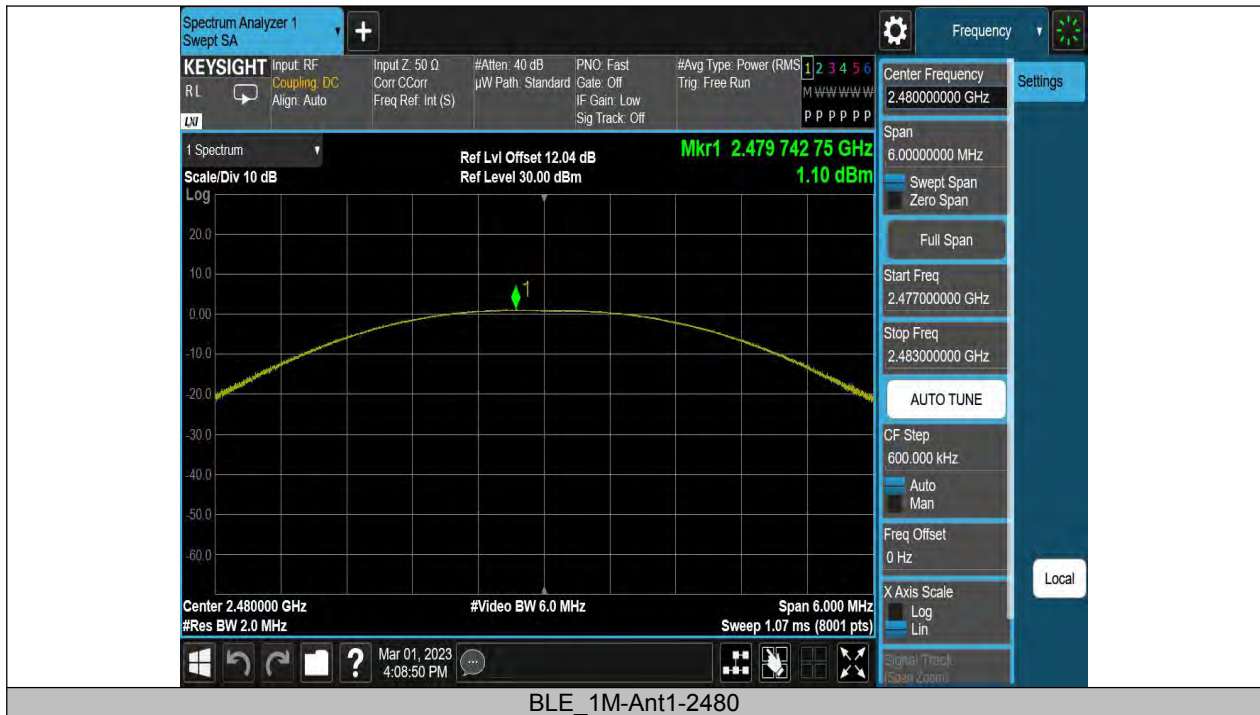 Spectrum Analyzer 1
Swept SA
+
Frequency
KEYSIGHT
RL
LXI
Input: RF
Coupling: DC
Align: Auto
Input Z: 50 Ω
Corr CCorr
Freq Ref: Int (S)
#Atten: 40 dB
µW Path: Standard
PNO: Fast
Gate: Off
IF Gain: Low
Sig Track: Off
#Avg Type: Power (RMS
Trig: Free Run
1 2 3 4 5 6
M W W W W W
P P P P P P
1 Spectrum
Scale/Div 10 dB
Log
Ref Lvl Offset 12.04 dB
Ref Level 30.00 dBm
Mkr1 2.479 742 75 GHz
1.10 dBm
1
20.0
10.0
0.00
-10.0
-20.0
-30.0
-40.0
-50.0
-60.0
Center 2.480000 GHz
#Res BW 2.0 MHz
#Video BW 6.0 MHz
Span 6.000 MHz
Sweep 1.07 ms (8001 pts)
Center Frequency
2.480000000 GHz
Settings
Span
6.00000000 MHz
Swept Span
Zero Span
Full Span
Start Freq
2.477000000 GHz
Stop Freq
2.483000000 GHz
AUTO TUNE
CF Step
600.000 kHz
Auto
Man
Freq Offset
0 Hz
Local
X Axis Scale
Log
Lin
Signal Track
(Span Zoom)
?
Mar 01, 2023
4:08:50 PM
BLE_1M-Ant1-2480